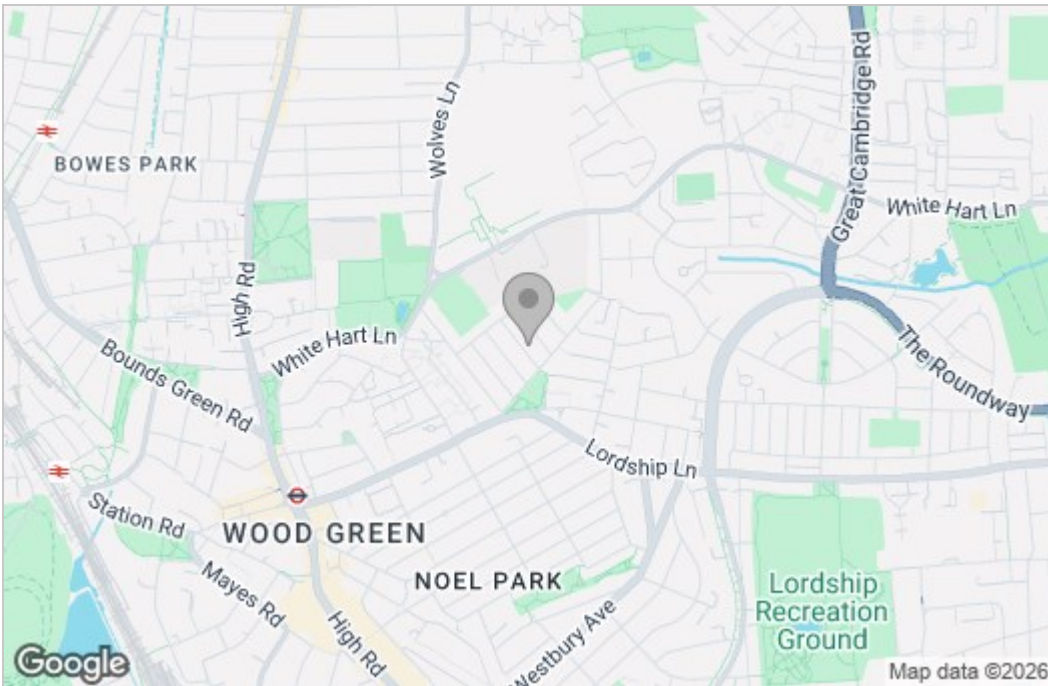 BOWES PARK
Wolves Ln
Great Cambridge Rd
White Hart Ln
High Rd
White Hart Ln
The Roundway
Bounds Green Rd
Lordship Ln
Station Rd
WOOD GREEN
NOEL PARK
Mayes Rd
High Rd
Westbury Ave
Lordship
Recreation
Ground
Google
Map data ©2026